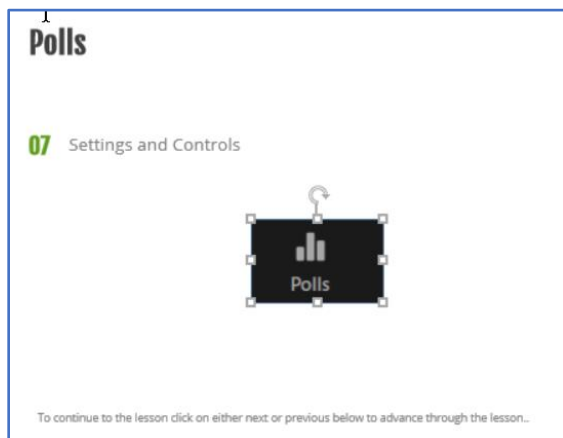 Polls
07 Settings and Controls
Polls
To continue to the lesson click on either next or previous below to advance through the lesson..